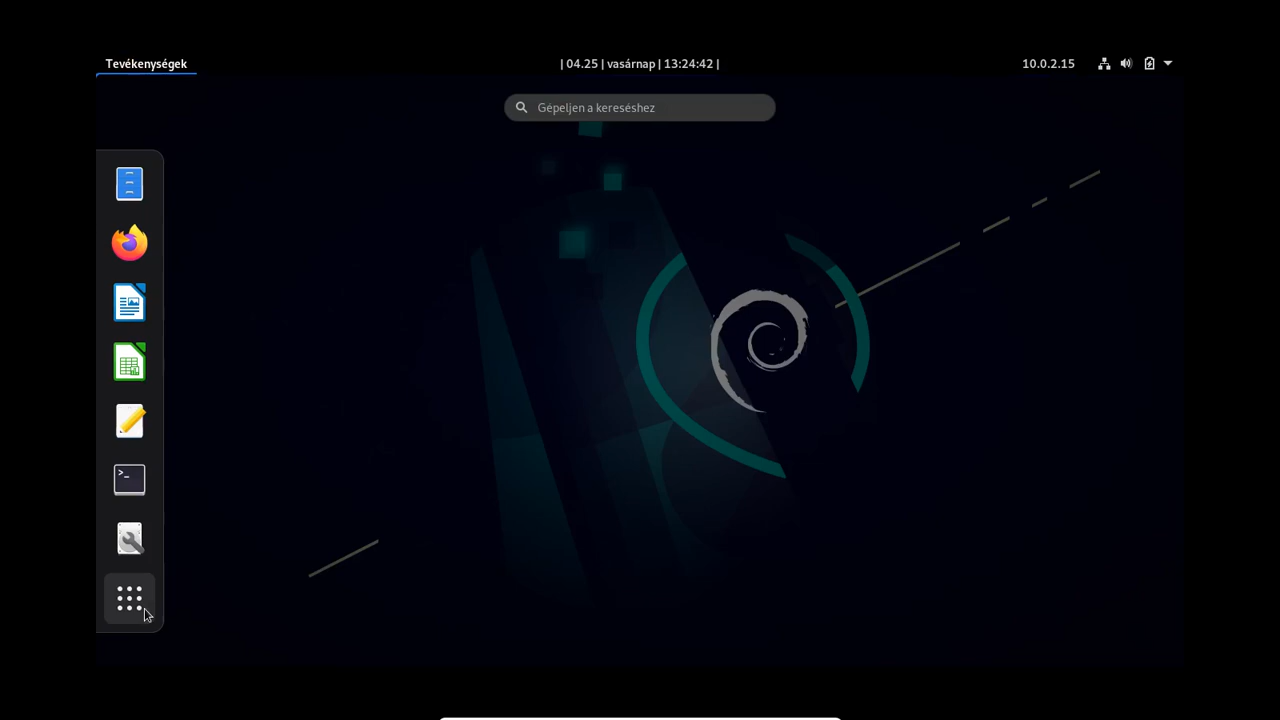 Tevékenységek
| 04.25 | vasárnap | 13:24:42 |
10.0.2.15
Gépeljen a kereséshez
>_